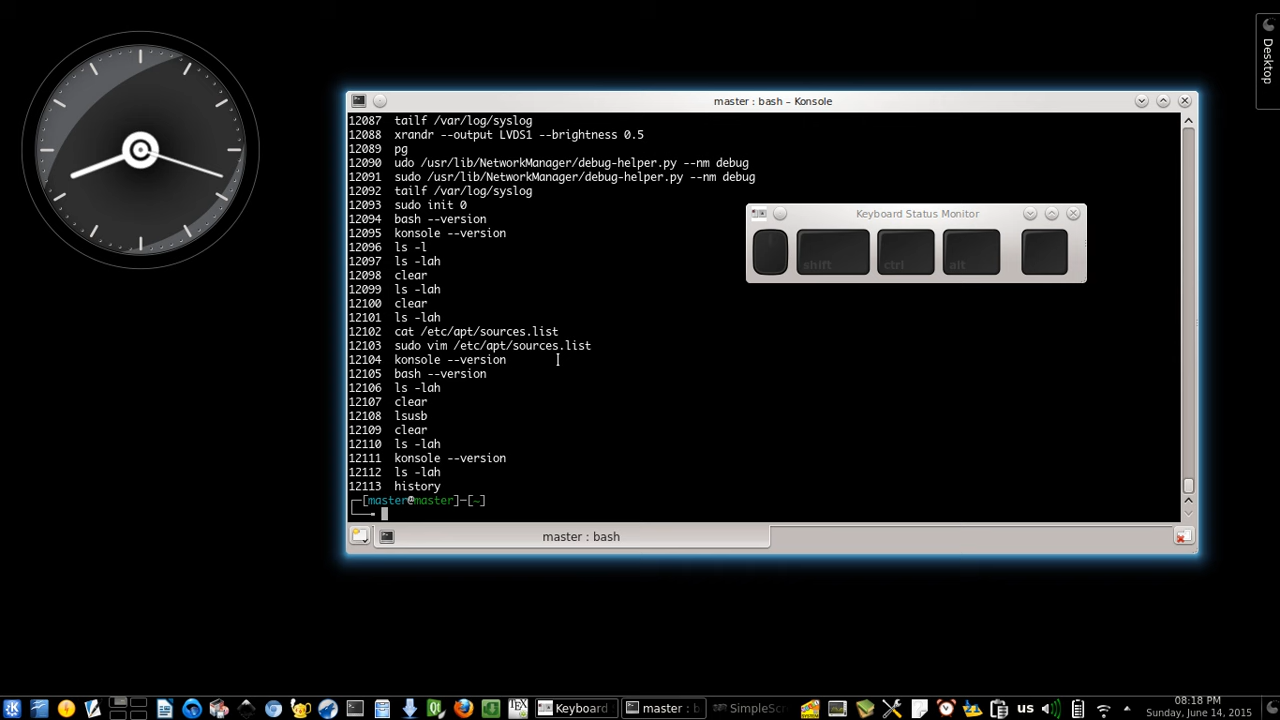 Desktop
master : bash – Konsole
12087 tailf /var/log/syslog
12088 xrandr --output LVDS1 --brightness 0.5
12089 pg
12090 udo /usr/lib/NetworkManager/debug-helper.py --nm debug
12091 sudo /usr/lib/NetworkManager/debug-helper.py --nm debug
12092 tailf /var/log/syslog
12093 sudo init 0
12094 bash --version
12095 konsole --version
12096 ls -l
12097 ls -lah
12098 clear
12099 ls -lah
12100 clear
12101 ls -lah
12102 cat /etc/apt/sources.list
12103 sudo vim /etc/apt/sources.list
12104 konsole --version
12105 bash --version
12106 ls -lah
12107 clear
12108 lsusb
12109 clear
12110 ls -lah
12111 konsole --version
12112 ls -lah
12113 history
[master@master]-[~]
Keyboard Status Monitor
shift ctrl alt
master : bash
TEX
Keyboard
master : b
SimpleScr
us
08:18 PM
Sunday, June 14, 2015